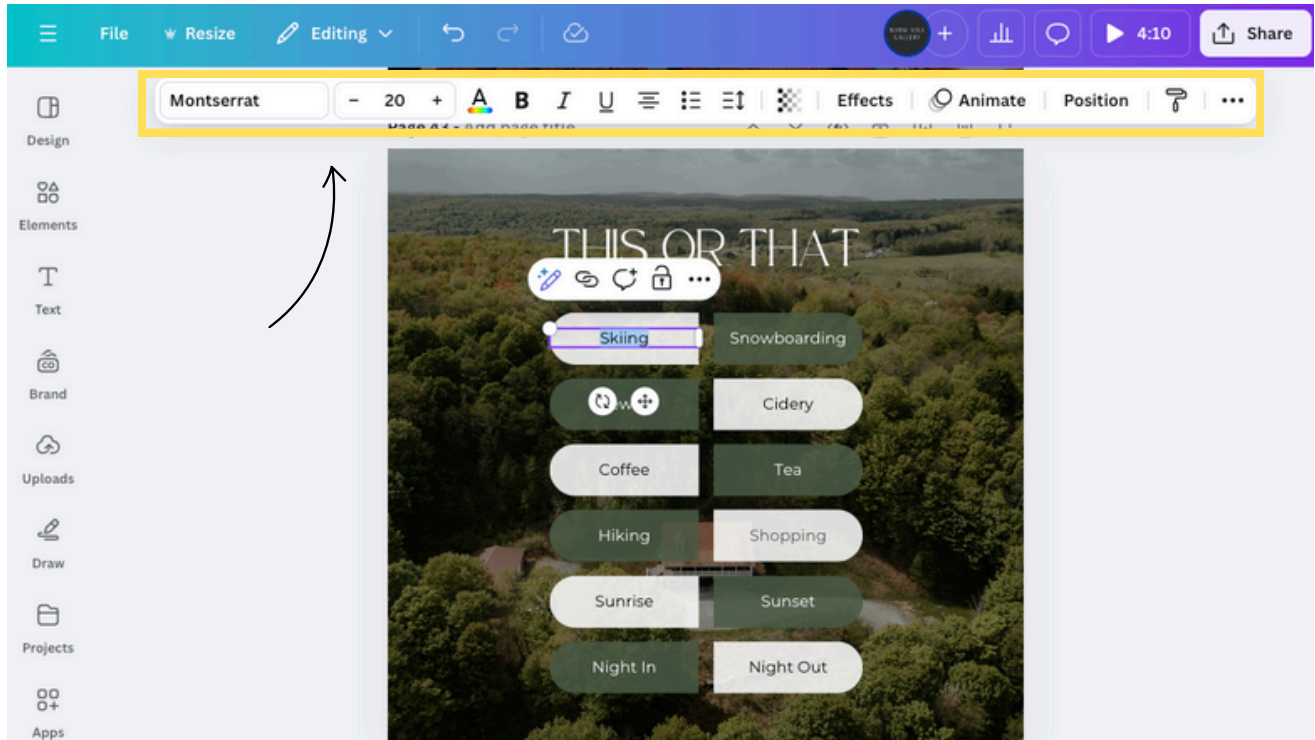 File Resize Editing 4:10 Share
Montserrat - 20 + A B I U Effects Animate Position
Design
Elements
Text
Brand
Uploads
Draw
Projects
Apps
THIS OR THAT
Skiing Snowboarding
Cidery
Coffee Tea
Hiking Shopping
Sunrise Sunset
Night In Night Out